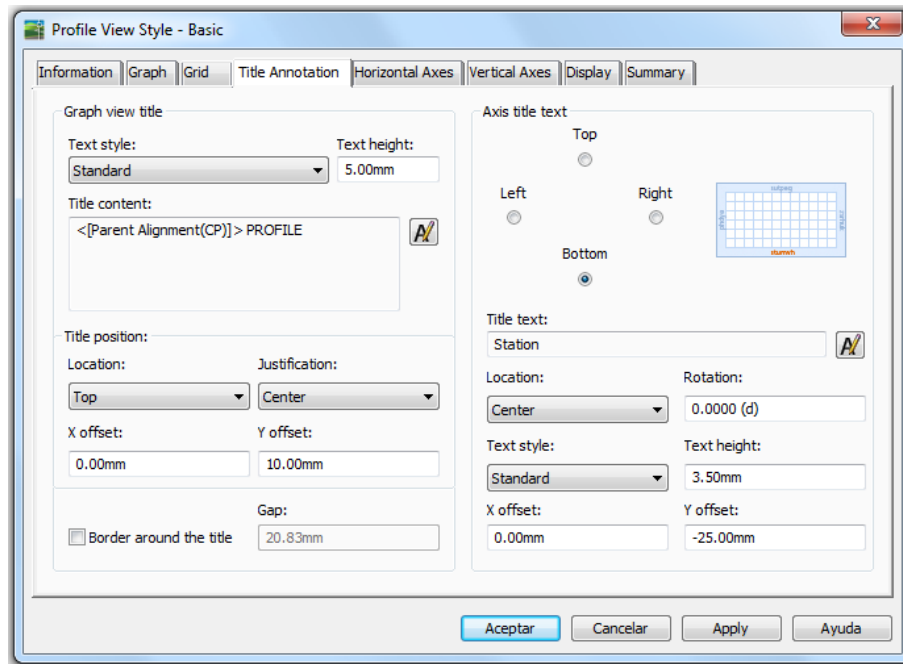 Profile View Style - Basic
Information Graph Grid Title Annotation Horizontal Axes Vertical Axes Display Summary
Graph view title
Text style: Text height:
Standard 5.00mm
Title content:
<[Parent Alignment(CP)]> PROFILE
Title position:
Location: Justification:
Top Center
X offset: Y offset:
0.00mm 10.00mm
Gap:
Border around the title 20.83mm
Axis title text
Top
Left Right
Bottom
Title text:
Station
Location: Rotation:
Center 0.0000 (d)
Text style: Text height:
Standard 3.50mm
X offset: Y offset:
0.00mm -25.00mm
Aceptar Cancelar Apply Ayuda